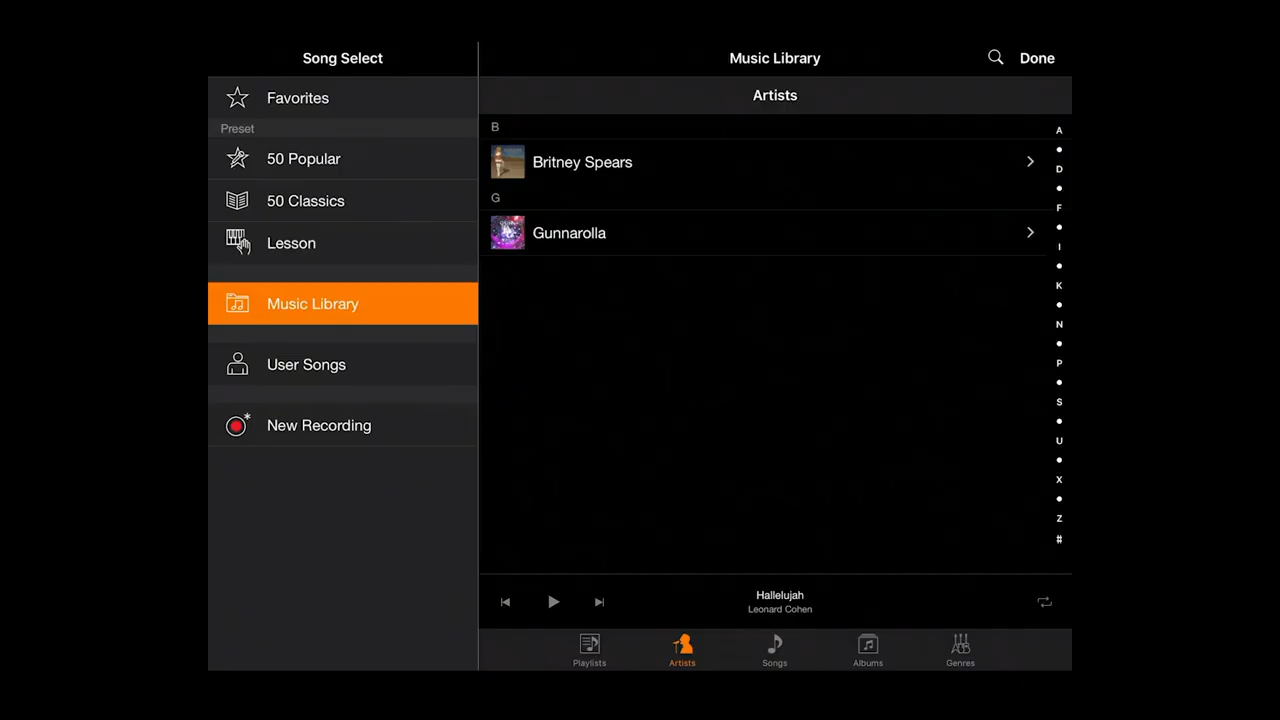 Song Select
Favorites
Preset
50 Popular
50 Classics
Lesson
Music Library
User Songs
New Recording
Music Library
Done
Artists
B
Britney Spears
G
Gunnarolla
A
D
F
I
K
N
P
S
U
X
Z
#
Hallelujah
Leonard Cohen
Playlists
Artists
Songs
Albums
Genres